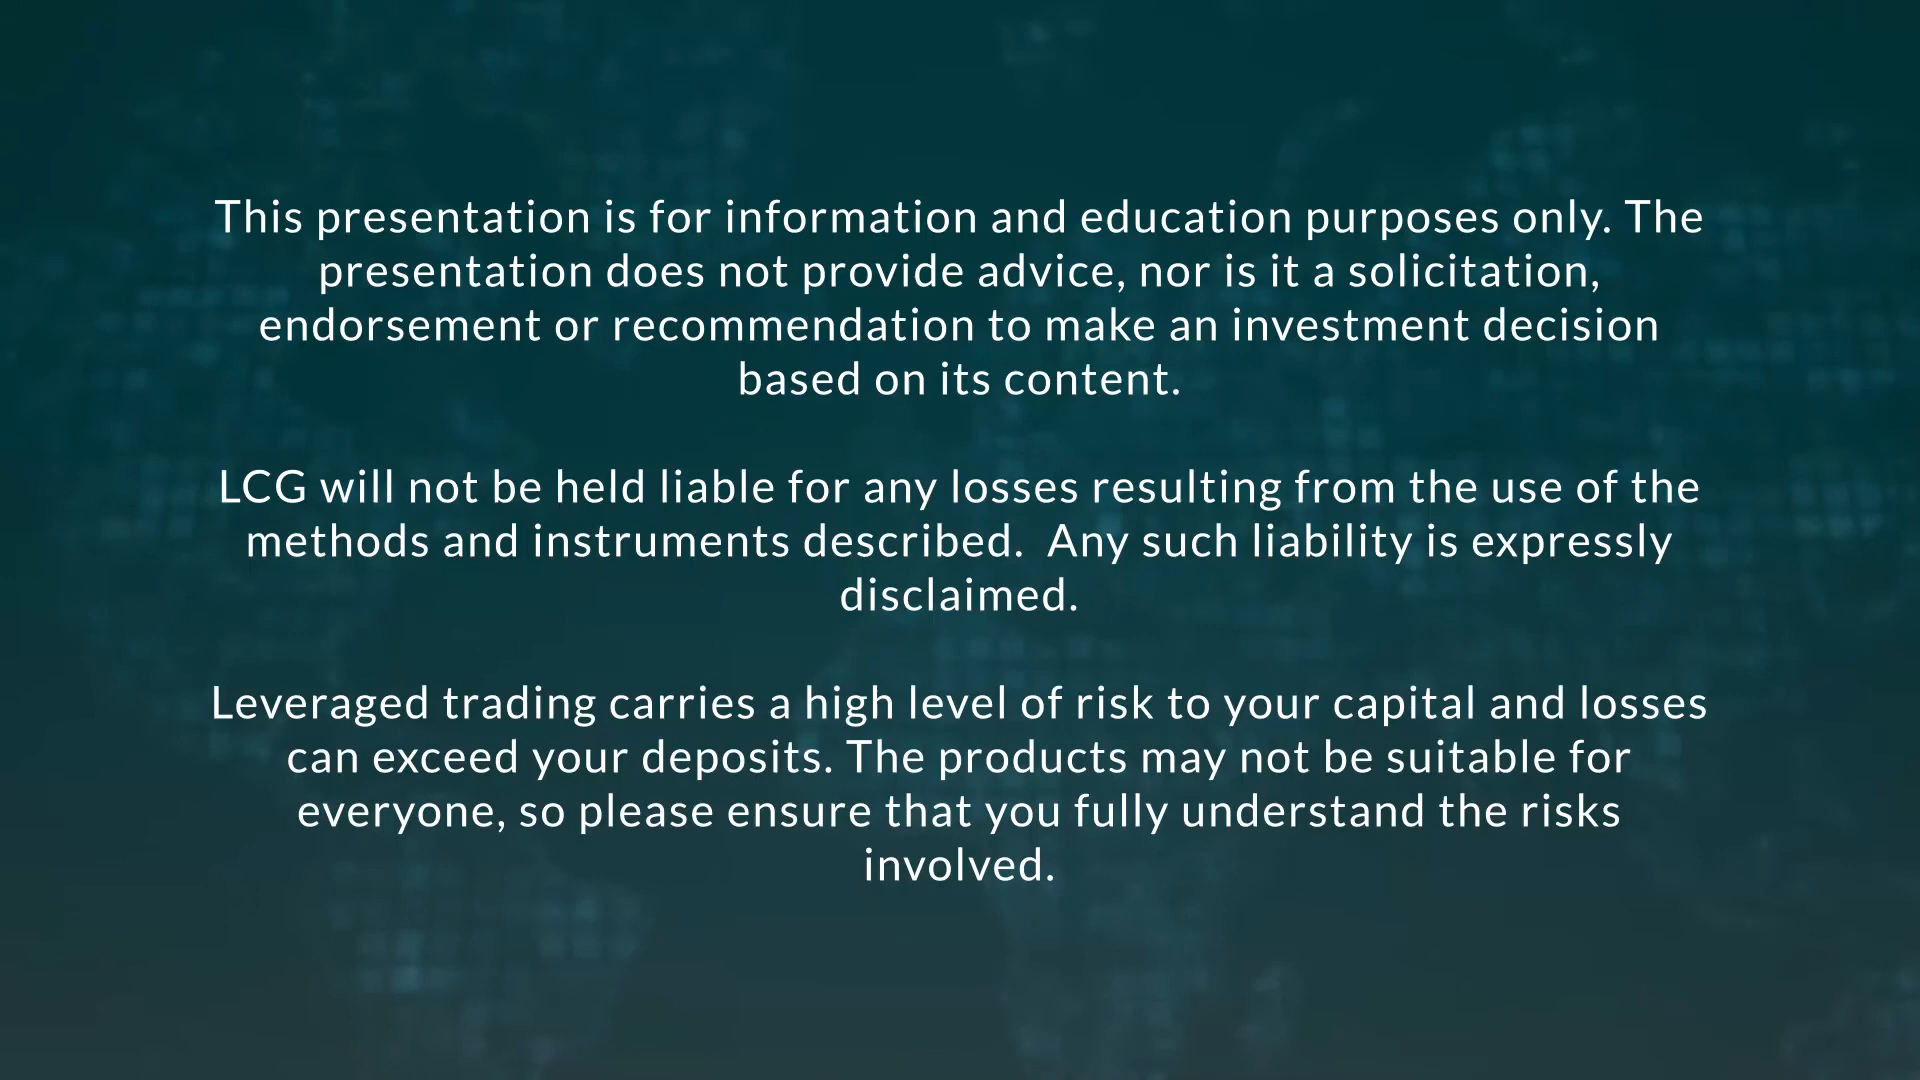 This presentation is for information and education purposes only. The
presentation does not provide advice, nor is it a solicitation,
endorsement or recommendation to make an investment decision
based on its content.
LCG will not be held liable for any losses resulting from the use of the
methods and instruments described.  Any such liability is expressly
disclaimed.
Leveraged trading carries a high level of risk to your capital and losses
can exceed your deposits. The products may not be suitable for
everyone, so please ensure that you fully understand the risks
involved.